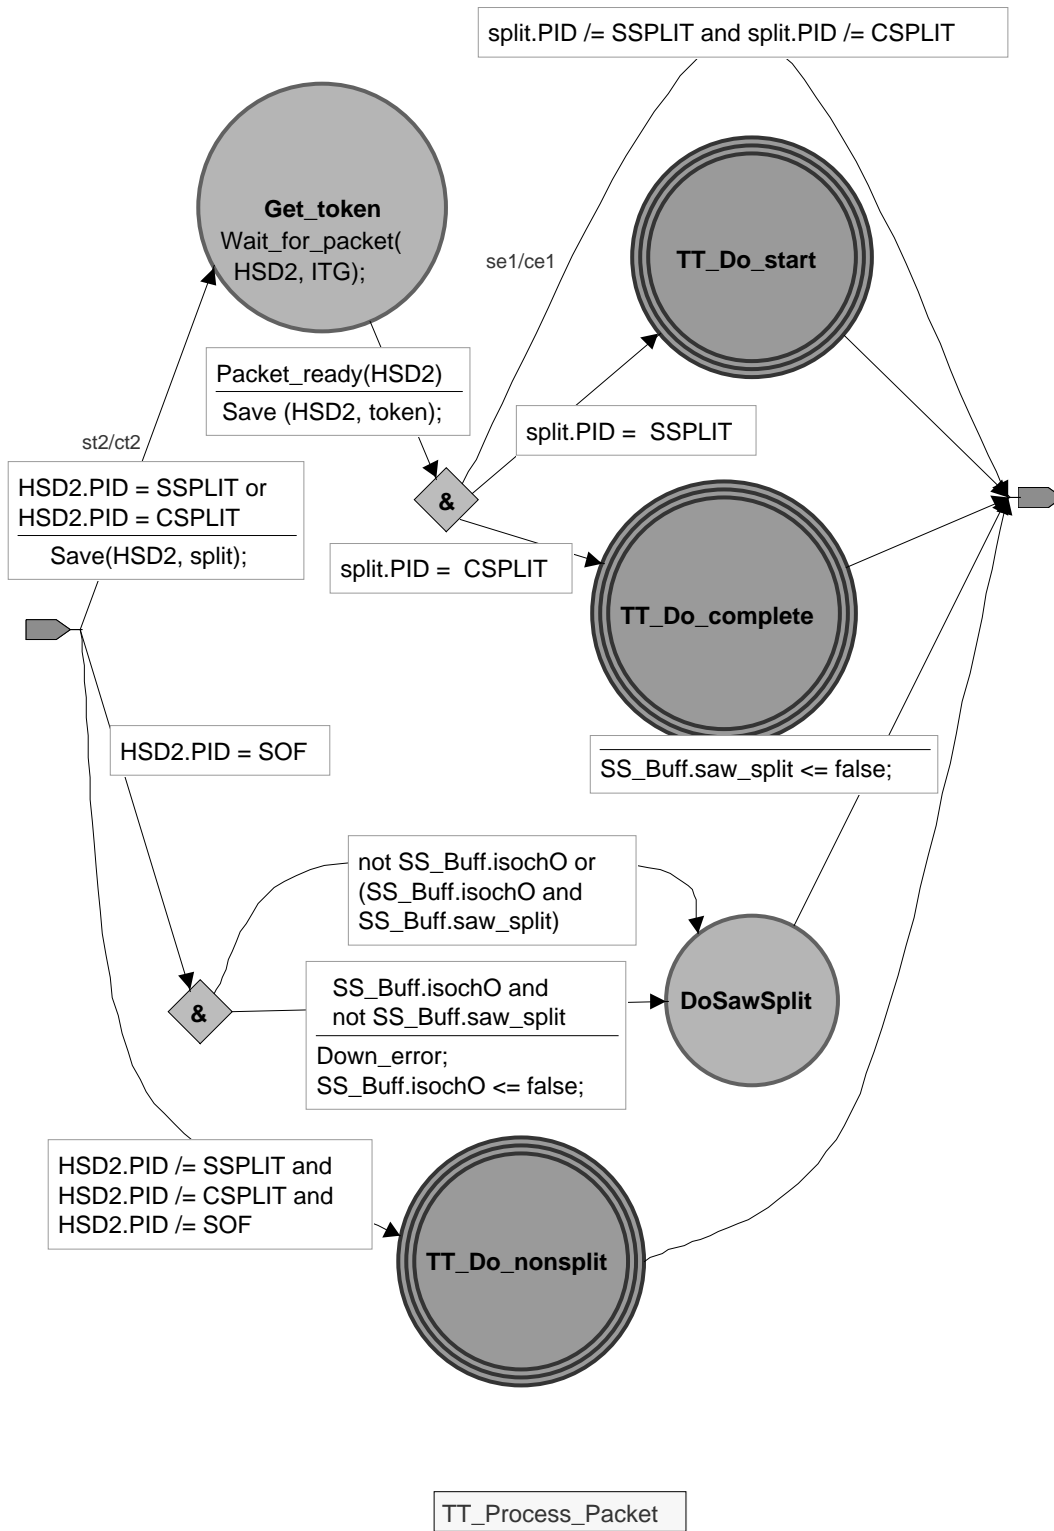 split.PID /= SSPLIT and split.PID /= CSPLIT
Get_token
Wait_for_packet(
HSD2, ITG);
TT_Do_start
se1/ce1
Packet_ready(HSD2)
Save (HSD2, token);
split.PID =  SSPLIT
st2/ct2
HSD2.PID = SSPLIT or
HSD2.PID = CSPLIT
Save(HSD2, split);
&
split.PID =  CSPLIT
TT_Do_complete
HSD2.PID = SOF
SS_Buff.saw_split <= false;
not SS_Buff.isochO or
(SS_Buff.isochO and
SS_Buff.saw_split)
&
SS_Buff.isochO and
not SS_Buff.saw_split
Down_error;
SS_Buff.isochO <= false;
DoSawSplit
HSD2.PID /= SSPLIT and
HSD2.PID /= CSPLIT and
HSD2.PID /= SOF
TT_Do_nonsplit
TT_Process_Packet